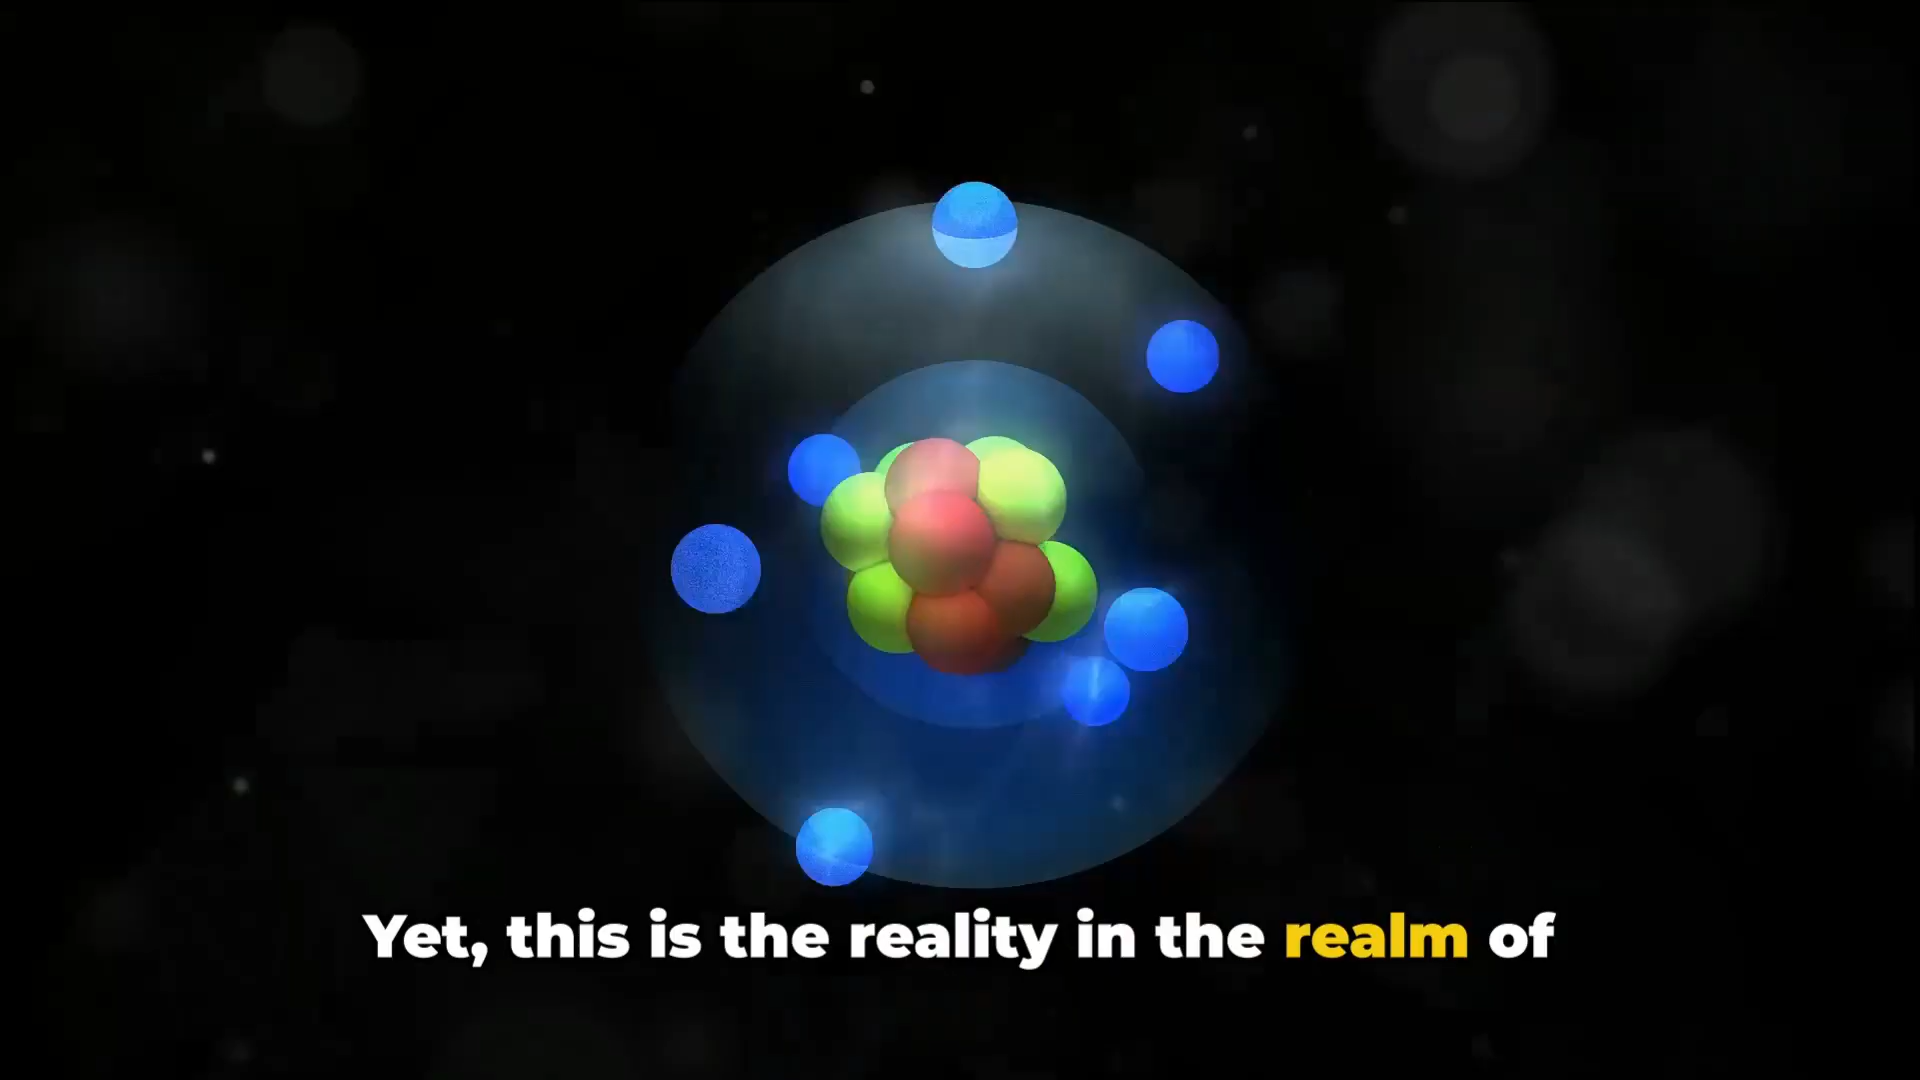 Yet, this is the reality in the realm of